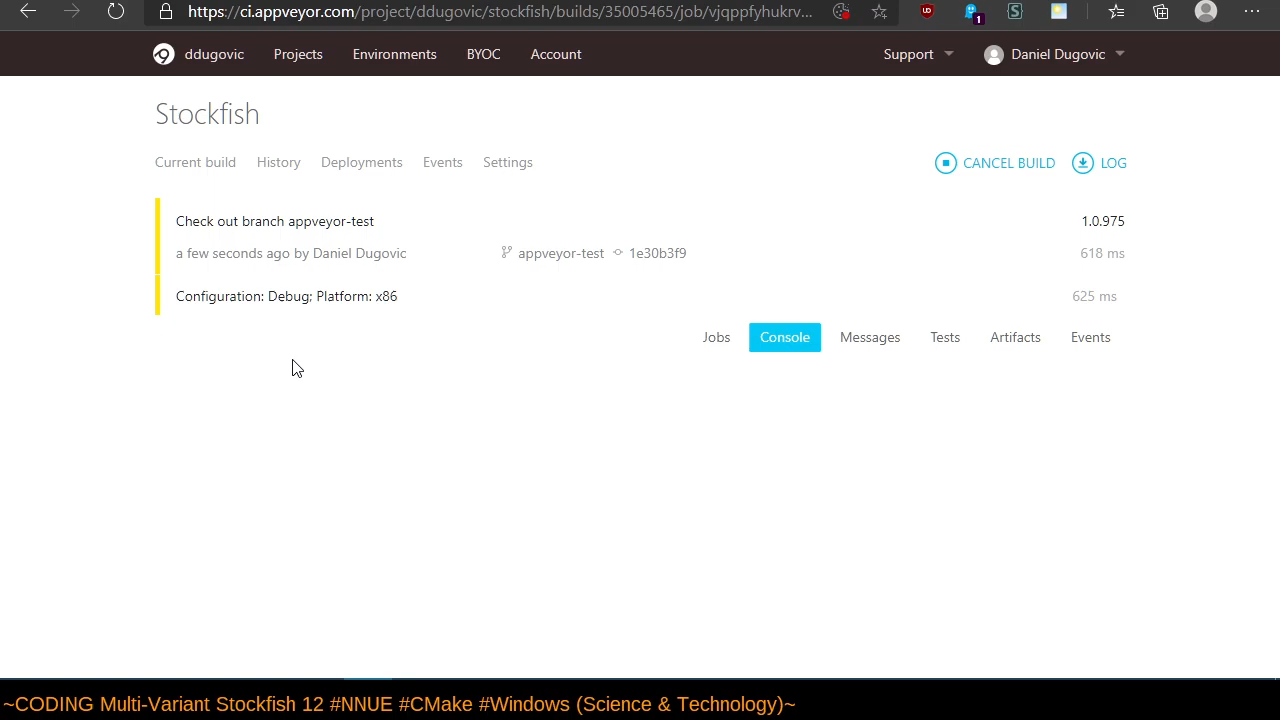 https://ci.appveyor.com/project/ddugovic/stockfish/builds/35005465/job/vjqppfyhukrv...
1
ddugovic Projects Environments BYOC Account Support Daniel Dugovic
Stockfish
Current build History Deployments Events Settings CANCEL BUILD LOG
Check out branch appveyor-test 1.0.975
a few seconds ago by Daniel Dugovic appveyor-test 1e30b3f9 618 ms
Configuration: Debug; Platform: x86 625 ms
Jobs Console Messages Tests Artifacts Events
~CODING Multi-Variant Stockfish 12 #NNUE #CMake #Windows (Science & Technology)~